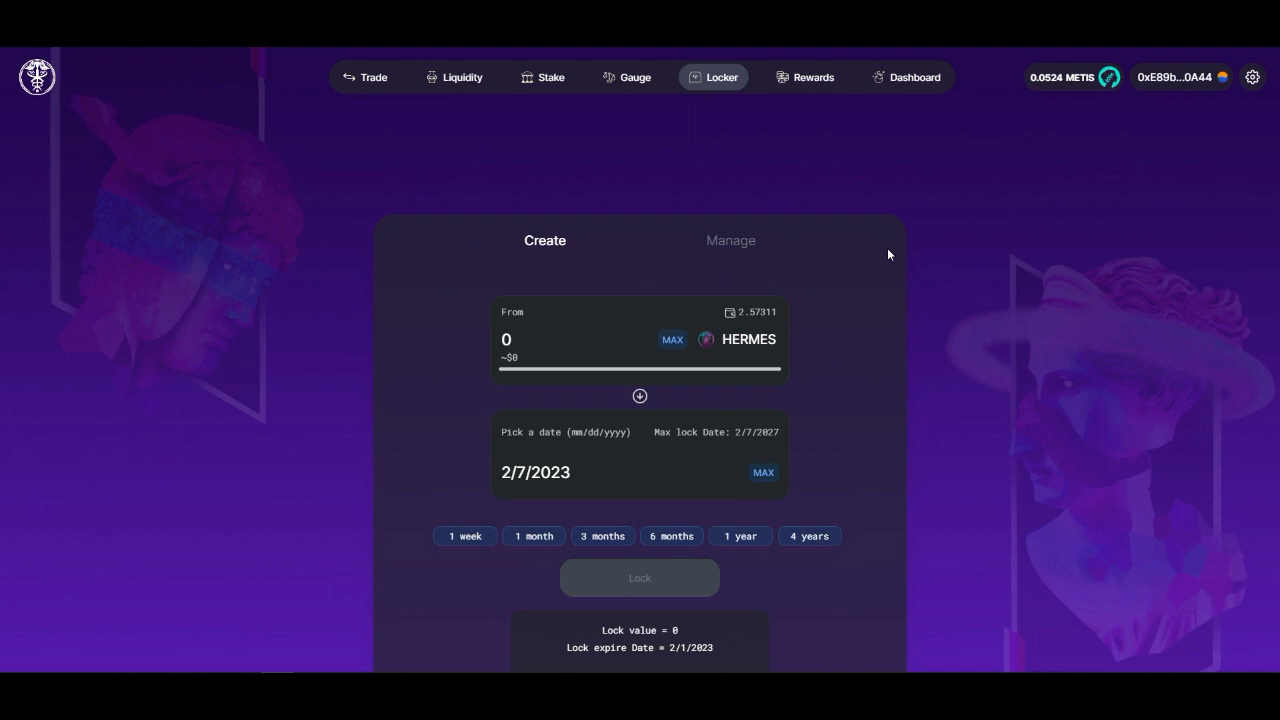 Trade Liquidity Stake Gauge Locker Rewards Dashboard 0.0524 METIS 0xE89b...0A44
Create Manage
From 2.57311
0 MAX HERMES
~$0
Pick a date (mm/dd/yyyy) Max lock Date: 2/7/2027
2/7/2023 MAX
1 week 1 month 3 months 6 months 1 year 4 years
Lock
Lock value = 0
Lock expire Date = 2/1/2023